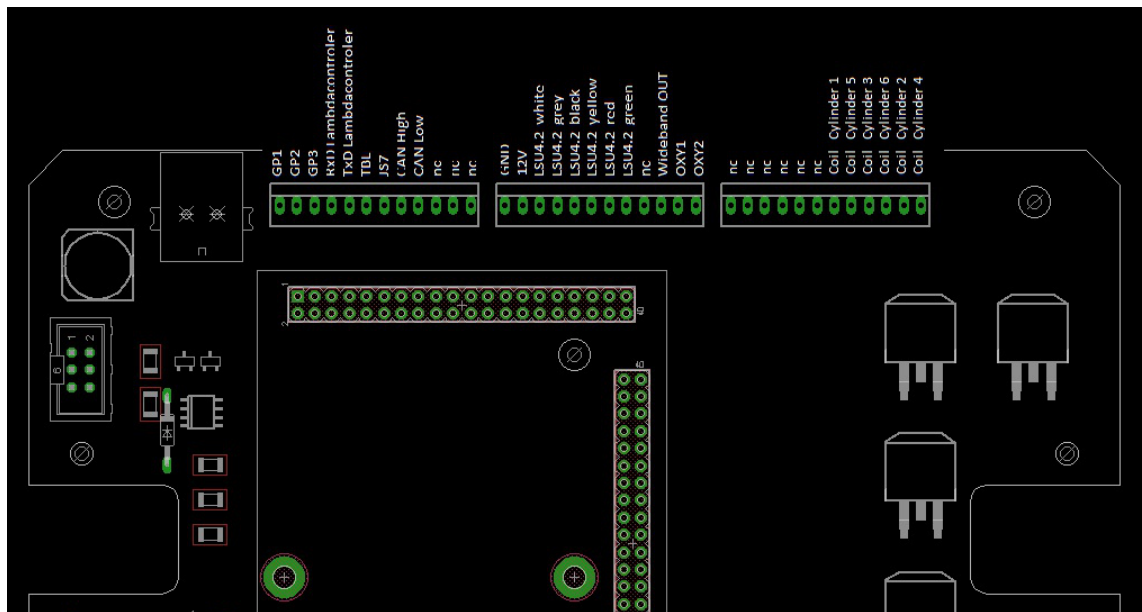 GP1
GP2
GP3
RxD Lambdacontroler
TxD Lambdacontroler
TBL
JS7
CAN High
CAN Low
nc
nc
nc
GND
12V
LSU4.2 white
LSU4.2 grey
LSU4.2 black
LSU4.2 yellow
LSU4.2 red
LSU4.2 green
nc
Wideband OUT
OXY1
OXY2
nc
nc
nc
nc
nc
nc
Coil Cylinder 1
Coil Cylinder 5
Coil Cylinder 3
Coil Cylinder 6
Coil Cylinder 2
Coil Cylinder 4
1
2
40
40
1 2
6